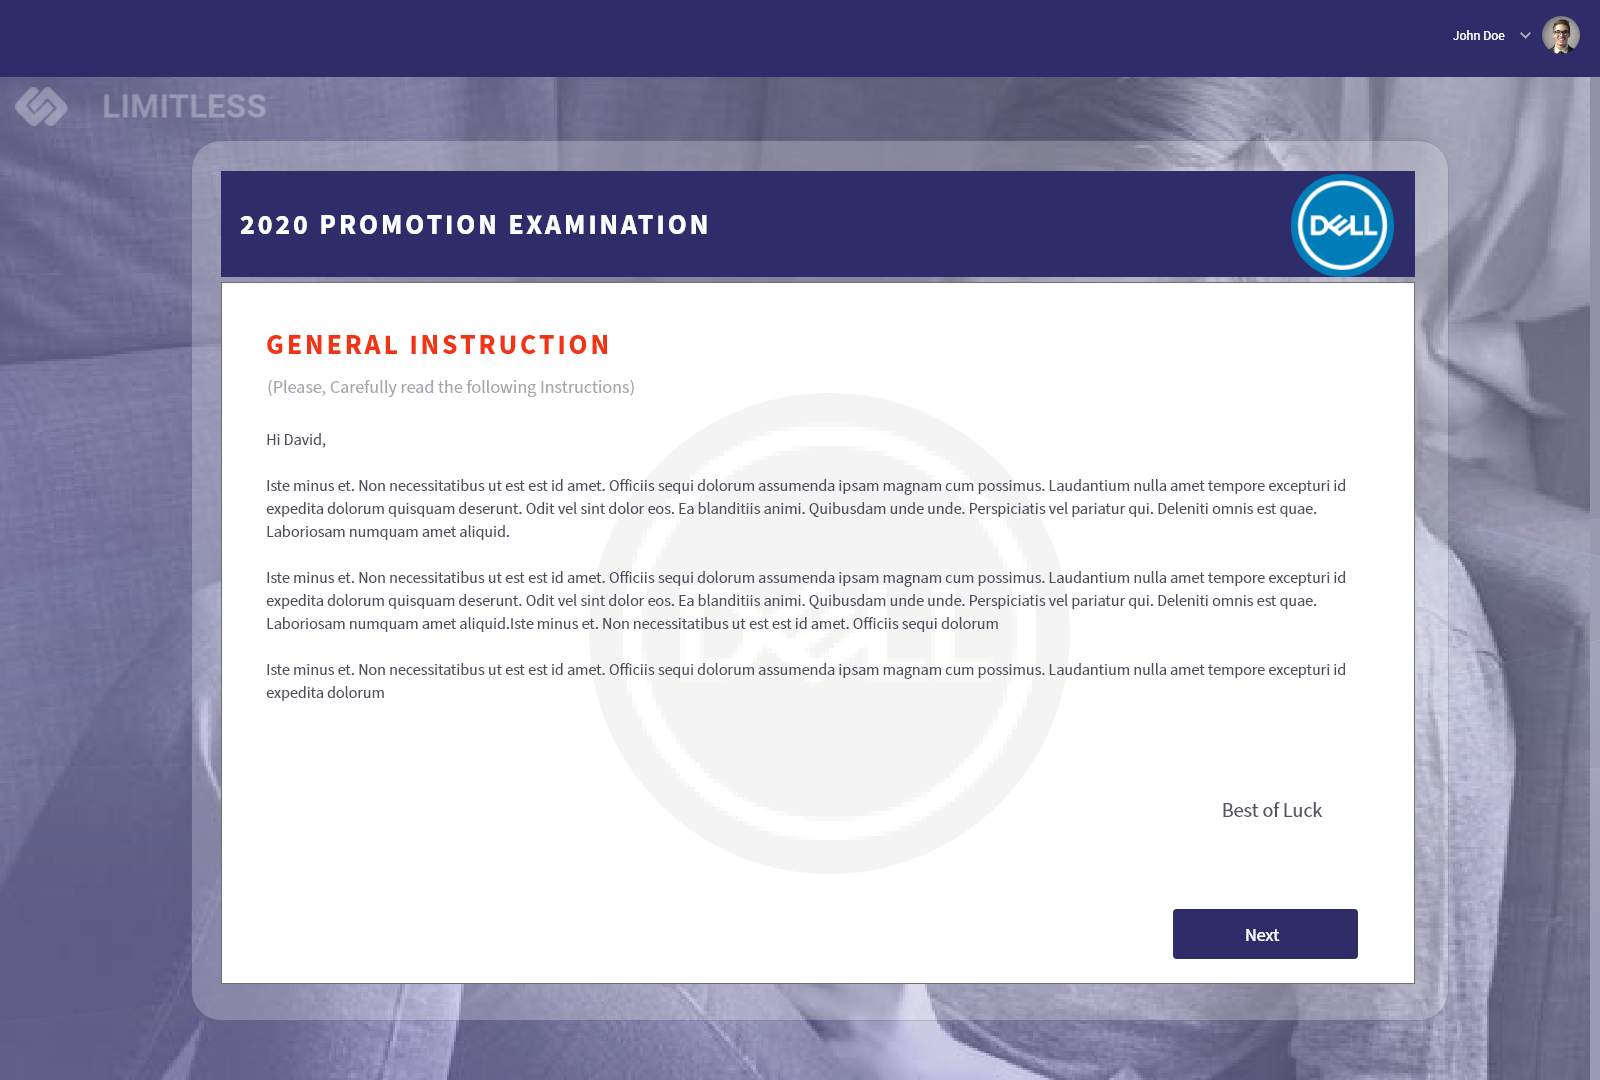 John Doe
LIMITLESS
2020 PROMOTION EXAMINATION
DELL
GENERAL INSTRUCTION
(Please, Carefully read the following Instructions)
Hi David,
Iste minus et. Non necessitatibus ut est est id amet. Officiis sequi dolorum assumenda ipsam magnam cum possimus. Laudantium nulla amet tempore excepturi id
expedita dolorum quisquam deserunt. Odit vel sint dolor eos. Ea blanditiis animi. Quibusdam unde unde. Perspiciatis vel pariatur qui. Deleniti omnis est quae.
Laboriosam numquam amet aliquid.
Iste minus et. Non necessitatibus ut est est id amet. Officiis sequi dolorum assumenda ipsam magnam cum possimus. Laudantium nulla amet tempore excepturi id
expedita dolorum quisquam deserunt. Odit vel sint dolor eos. Ea blanditiis animi. Quibusdam unde unde. Perspiciatis vel pariatur qui. Deleniti omnis est quae.
Laboriosam numquam amet aliquid.Iste minus et. Non necessitatibus ut est est id amet. Officiis sequi dolorum
DELL
Iste minus et. Non necessitatibus ut est est id amet. Officiis sequi dolorum assumenda ipsam magnam cum possimus. Laudantium nulla amet tempore excepturi id
expedita dolorum
Best of Luck
Next